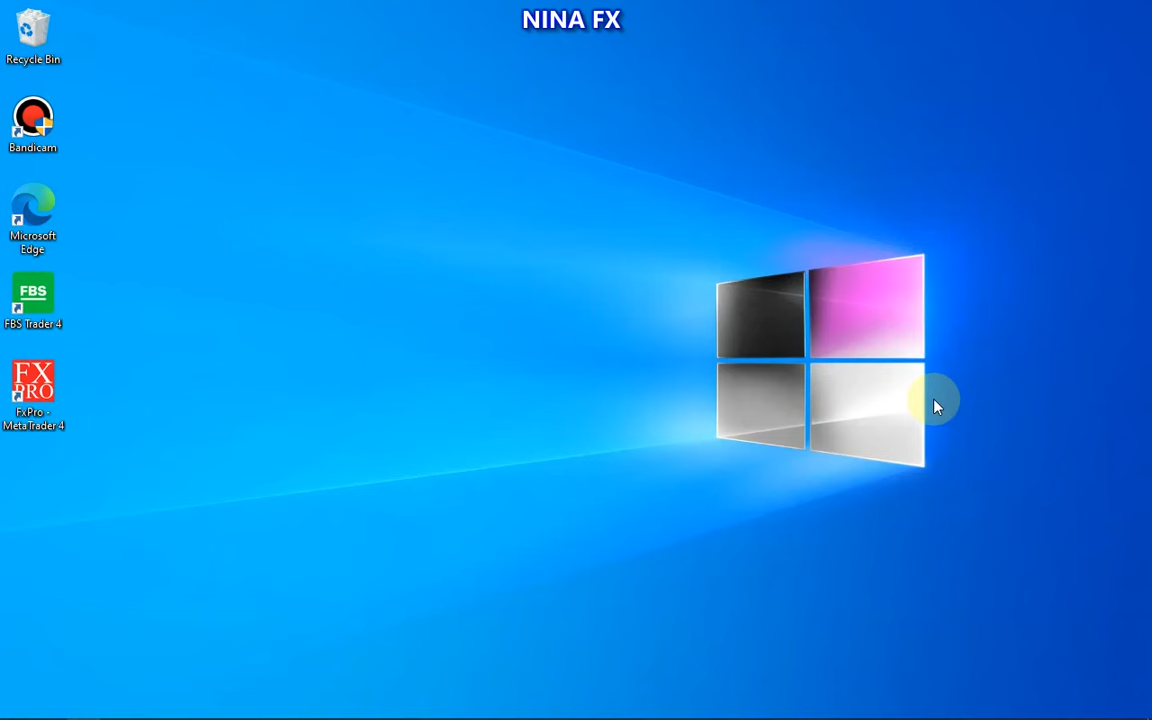 NINA FX
Recycle Bin
Bandicam
Microsoft
Edge
FBS
FBS Trader 4
FX
PRO
FxPro -
MetaTrader 4